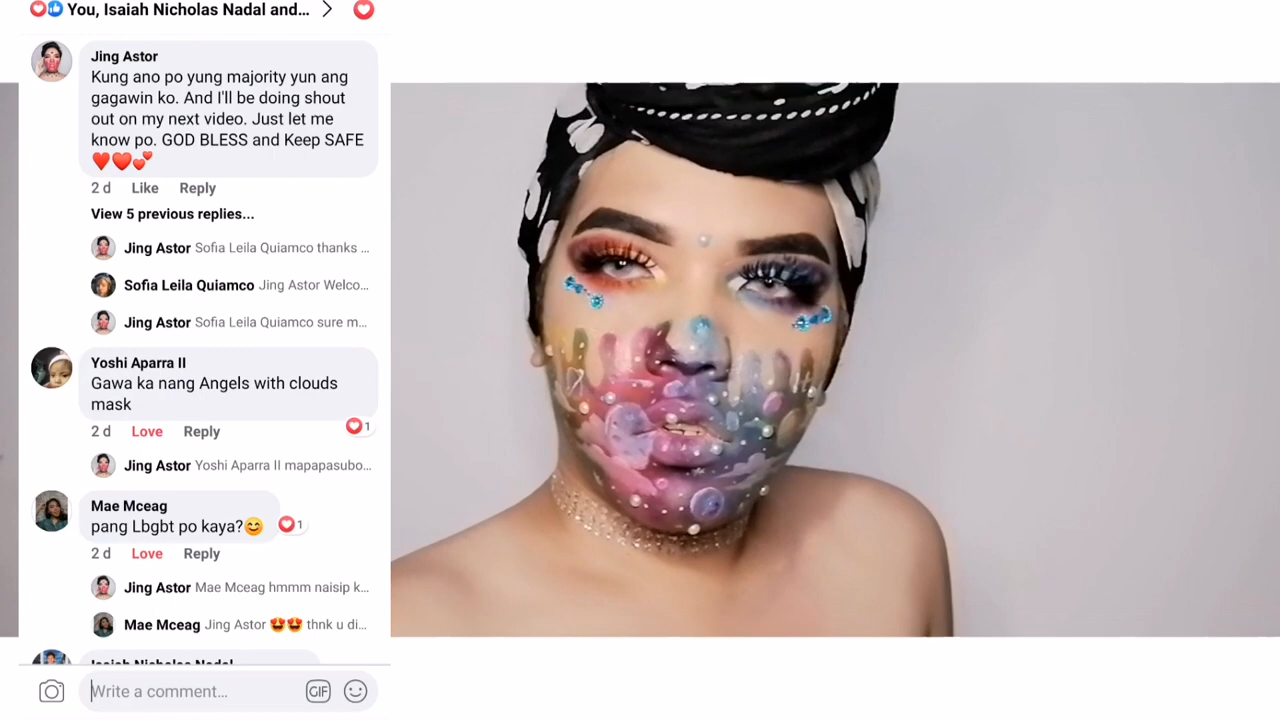 You, Isaiah Nicholas Nadal and...
Jing Astor
Kung ano po yung majority yun ang
gagawin ko. And I'll be doing shout
out on my next video. Just let me
know po. GOD BLESS and Keep SAFE
❤️❤️💕
2 d Like Reply
View 5 previous replies...
Jing Astor Sofia Leila Quiamco thanks ...
Sofia Leila Quiamco Jing Astor Welco...
Jing Astor Sofia Leila Quiamco sure m...
Yoshi Aparra II
Gawa ka nang Angels with clouds
mask
1
2 d Love Reply
Jing Astor Yoshi Aparra II mapapasubo...
Mae Mceag
pang Lbgbt po kaya?😊
1
2 d Love Reply
Jing Astor Mae Mceag hmmm naisip k...
Mae Mceag Jing Astor 😍😍 thnk u di...
Isaiah Nicholas Nadal
Write a comment...
GIF